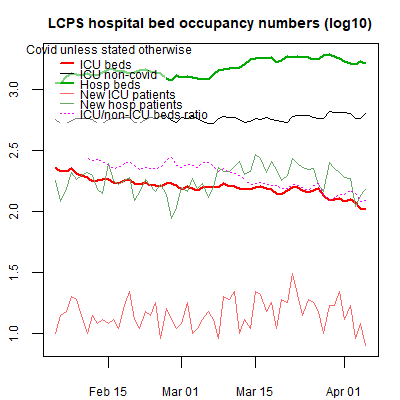 LCPS hospital bed occupancy numbers (log10)
Covid unless stated otherwise
ICU beds
ICU non-covid
Hosp beds
New ICU patients
New hosp patients
ICU/non-ICU beds ratio
3.0
2.5
2.0
1.5
1.0
Feb 15
Mar 01
Mar 15
Apr 01